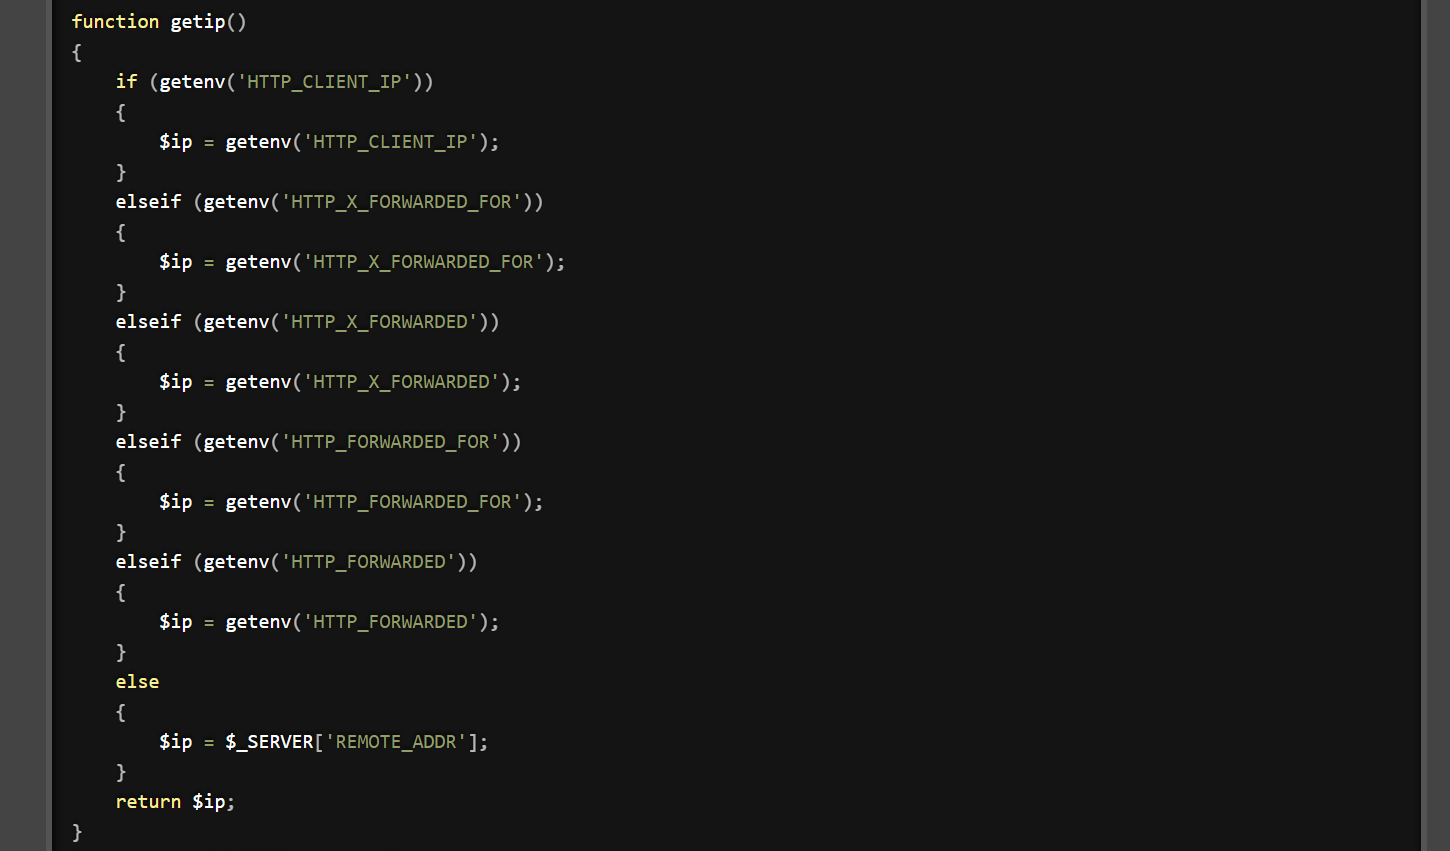 function getip()
{
    if (getenv('HTTP_CLIENT_IP'))
    {
        $ip = getenv('HTTP_CLIENT_IP');
    }
    elseif (getenv('HTTP_X_FORWARDED_FOR'))
    {
        $ip = getenv('HTTP_X_FORWARDED_FOR');
    }
    elseif (getenv('HTTP_X_FORWARDED'))
    {
        $ip = getenv('HTTP_X_FORWARDED');
    }
    elseif (getenv('HTTP_FORWARDED_FOR'))
    {
        $ip = getenv('HTTP_FORWARDED_FOR');
    }
    elseif (getenv('HTTP_FORWARDED'))
    {
        $ip = getenv('HTTP_FORWARDED');
    }
    else
    {
        $ip = $_SERVER['REMOTE_ADDR'];
    }
    return $ip;
}